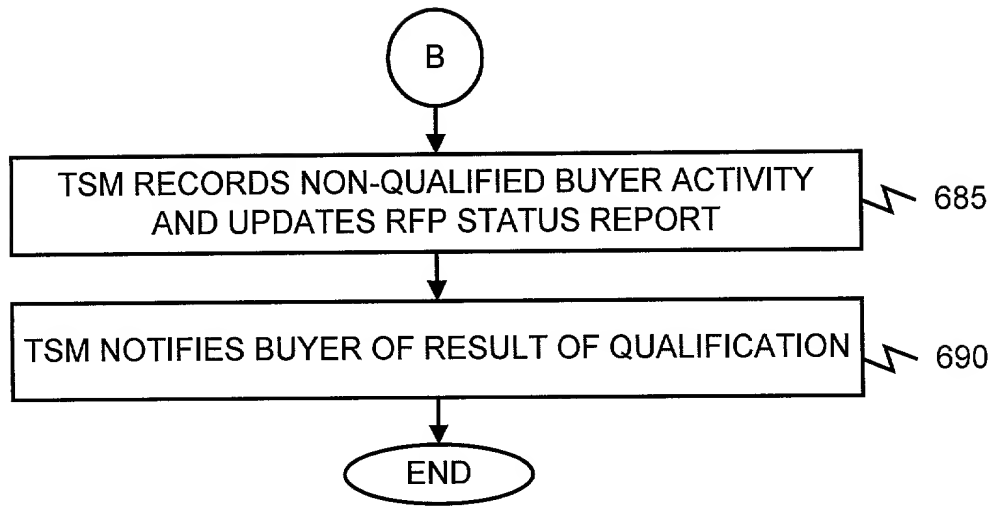 B
TSM RECORDS NON-QUALIFIED BUYER ACTIVITY
AND UPDATES RFP STATUS REPORT
685
TSM NOTIFIES BUYER OF RESULT OF QUALIFICATION
690
END